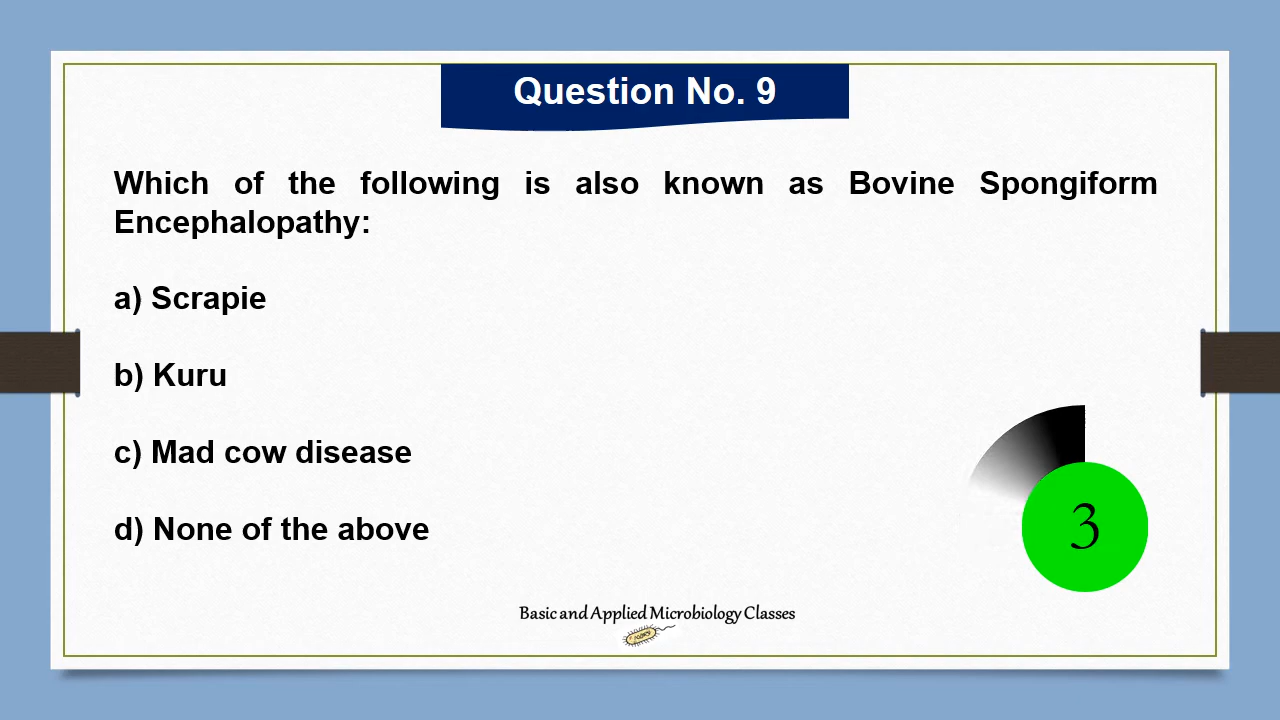 Question No. 9
Which of the following is also known as Bovine Spongiform
Encephalopathy:
a) Scrapie
b) Kuru
c) Mad cow disease
d) None of the above
3
Basic and Applied Microbiology Classes